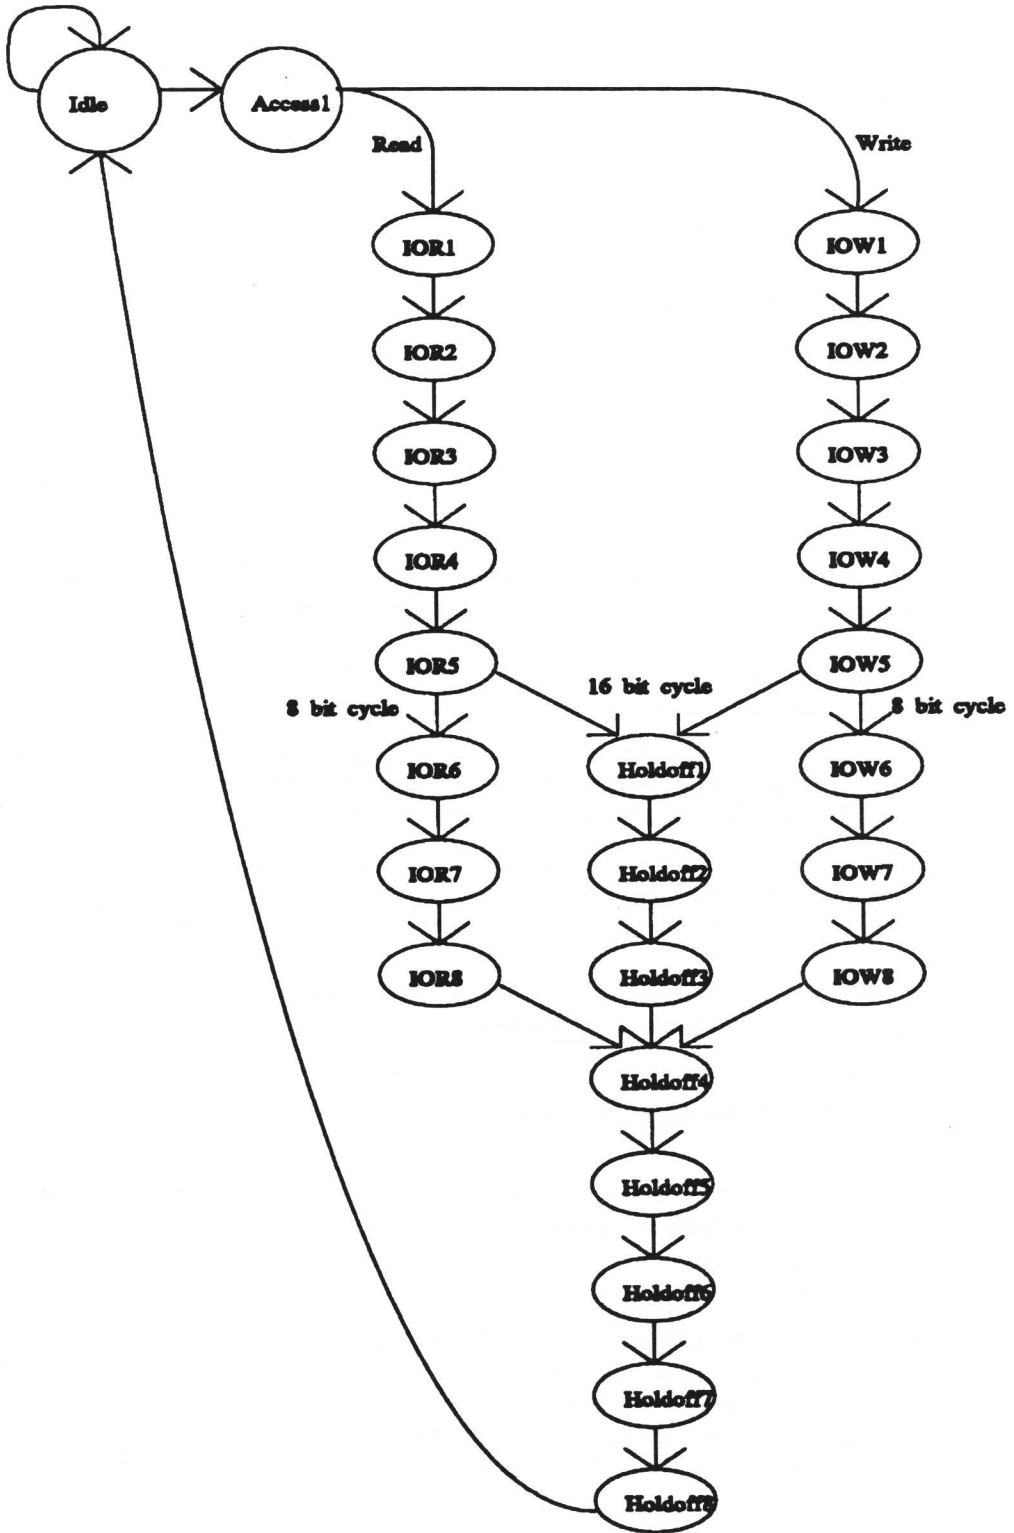 Idle
Access1
Read
Write
IOR1
IOW1
IOR2
IOW2
IOR3
IOW3
IOR4
IOW4
IOR5
IOW5
8 bit cycle
16 bit cycle
8 bit cycle
IOR6
Holdoff1
IOW6
IOR7
Holdoff2
IOW7
IOR8
Holdoff3
IOW8
Holdoff4
Holdoff5
Holdoff6
Holdoff7
Holdoff8